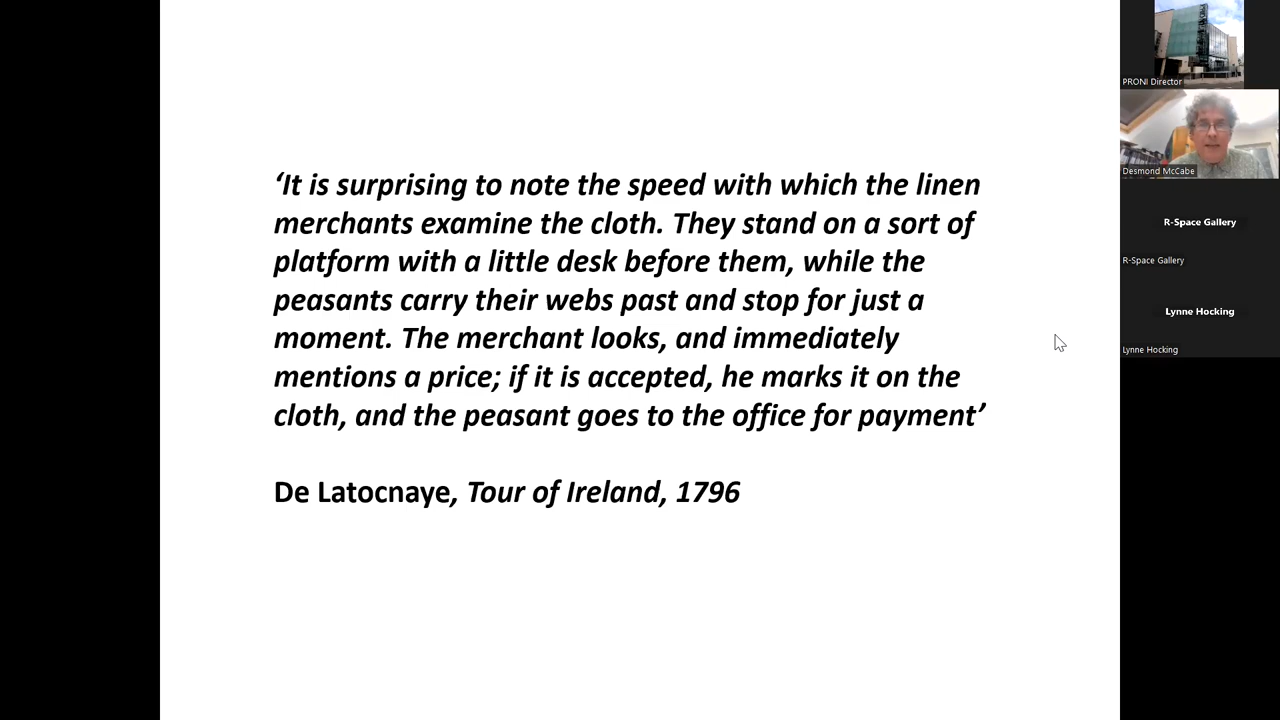 ‘It is surprising to note the speed with which the linen
merchants examine the cloth. They stand on a sort of
platform with a little desk before them, while the
peasants carry their webs past and stop for just a
moment. The merchant looks, and immediately
mentions a price; if it is accepted, he marks it on the
cloth, and the peasant goes to the office for payment’
De Latocnaye, Tour of Ireland, 1796
PRONI Director
Desmond McCabe
R-Space Gallery
R-Space Gallery
Lynne Hocking
Lynne Hocking